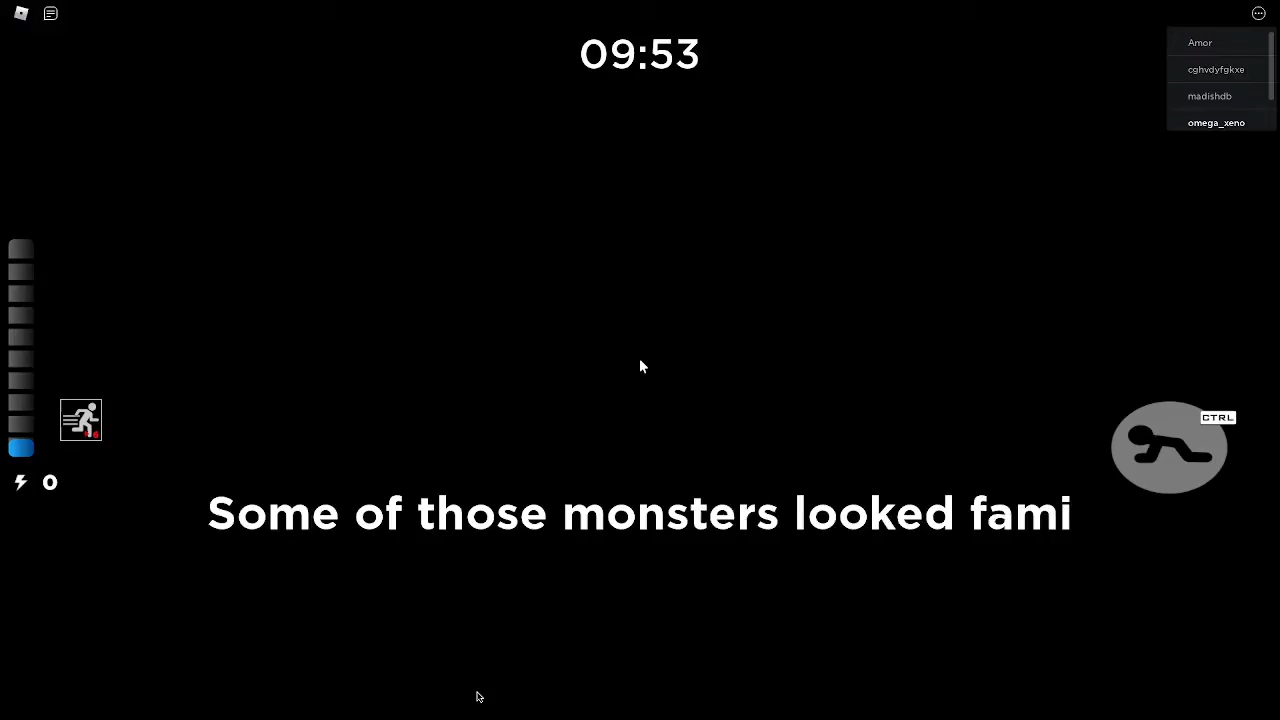 09:53
Amor
cghvdyfgkxe
madishdb
omega_xeno
CTRL
0
Some of those monsters looked fami